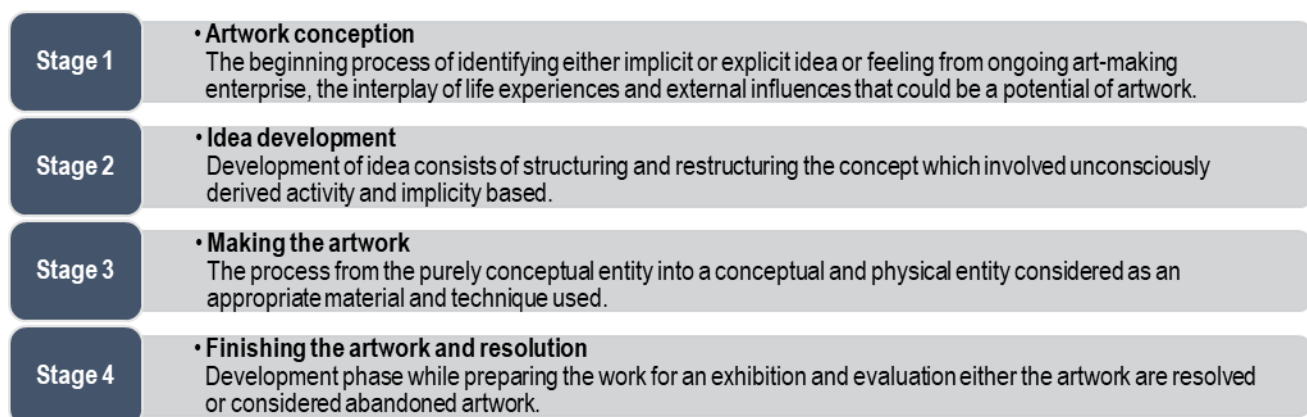 Stage 1
• Artwork conception
The beginning process of identifying either implicit or explicit idea or feeling from ongoing art-making
enterprise, the interplay of life experiences and external influences that could be a potential of artwork.
Stage 2
• Idea development
Development of idea consists of structuring and restructuring the concept which involved unconsciously
derived activity and implicity based.
Stage 3
• Making the artwork
The process from the purely conceptual entity into a conceptual and physical entity considered as an
appropriate material and technique used.
Stage 4
• Finishing the artwork and resolution
Development phase while preparing the work for an exhibition and evaluation either the artwork are resolved
or considered abandoned artwork.